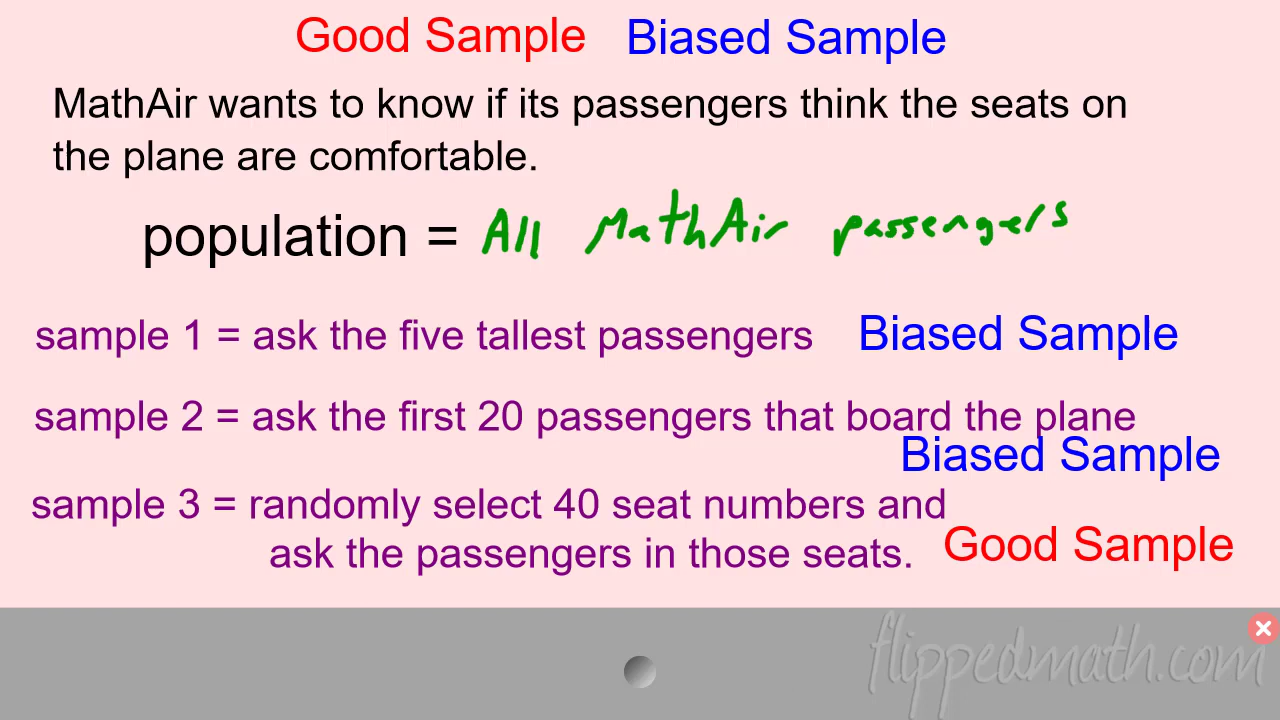 Good Sample Biased Sample
MathAir wants to know if its passengers think the seats on
the plane are comfortable.
population = All MathAir passengers
sample 1 = ask the five tallest passengers Biased Sample
sample 2 = ask the first 20 passengers that board the plane
Biased Sample
sample 3 = randomly select 40 seat numbers and
ask the passengers in those seats. Good Sample
flippedmath.com